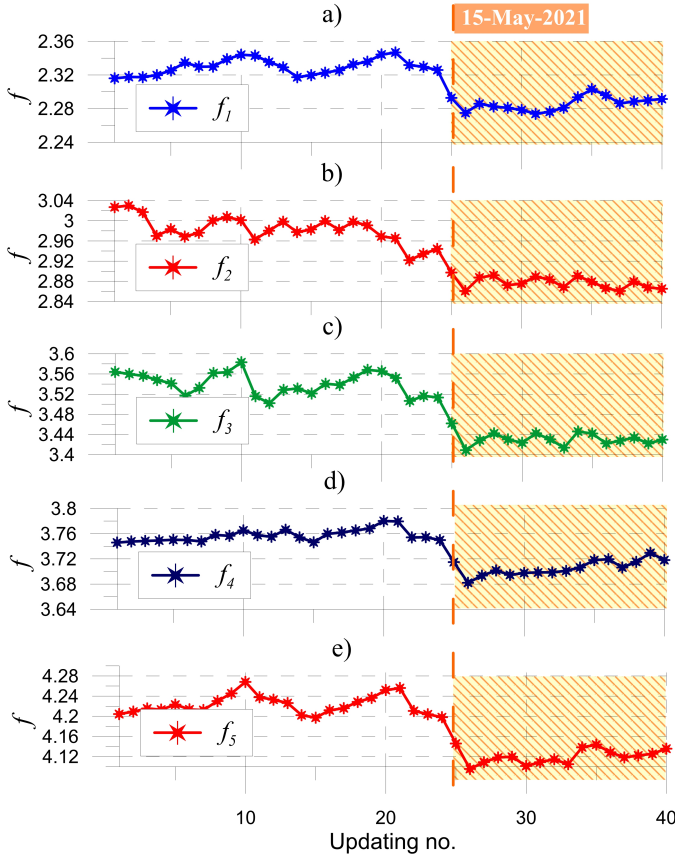 a)
15-May-2021
2.36
2.32
2.28
2.24
f
f1
b)
3.04
3
2.96
2.92
2.88
2.84
f
f2
c)
3.6
3.56
3.52
3.48
3.44
3.4
f
f3
d)
3.8
3.76
3.72
3.68
3.64
f
f4
e)
4.28
4.24
4.2
4.16
4.12
f
f5
10 20 30 40
Updating no.